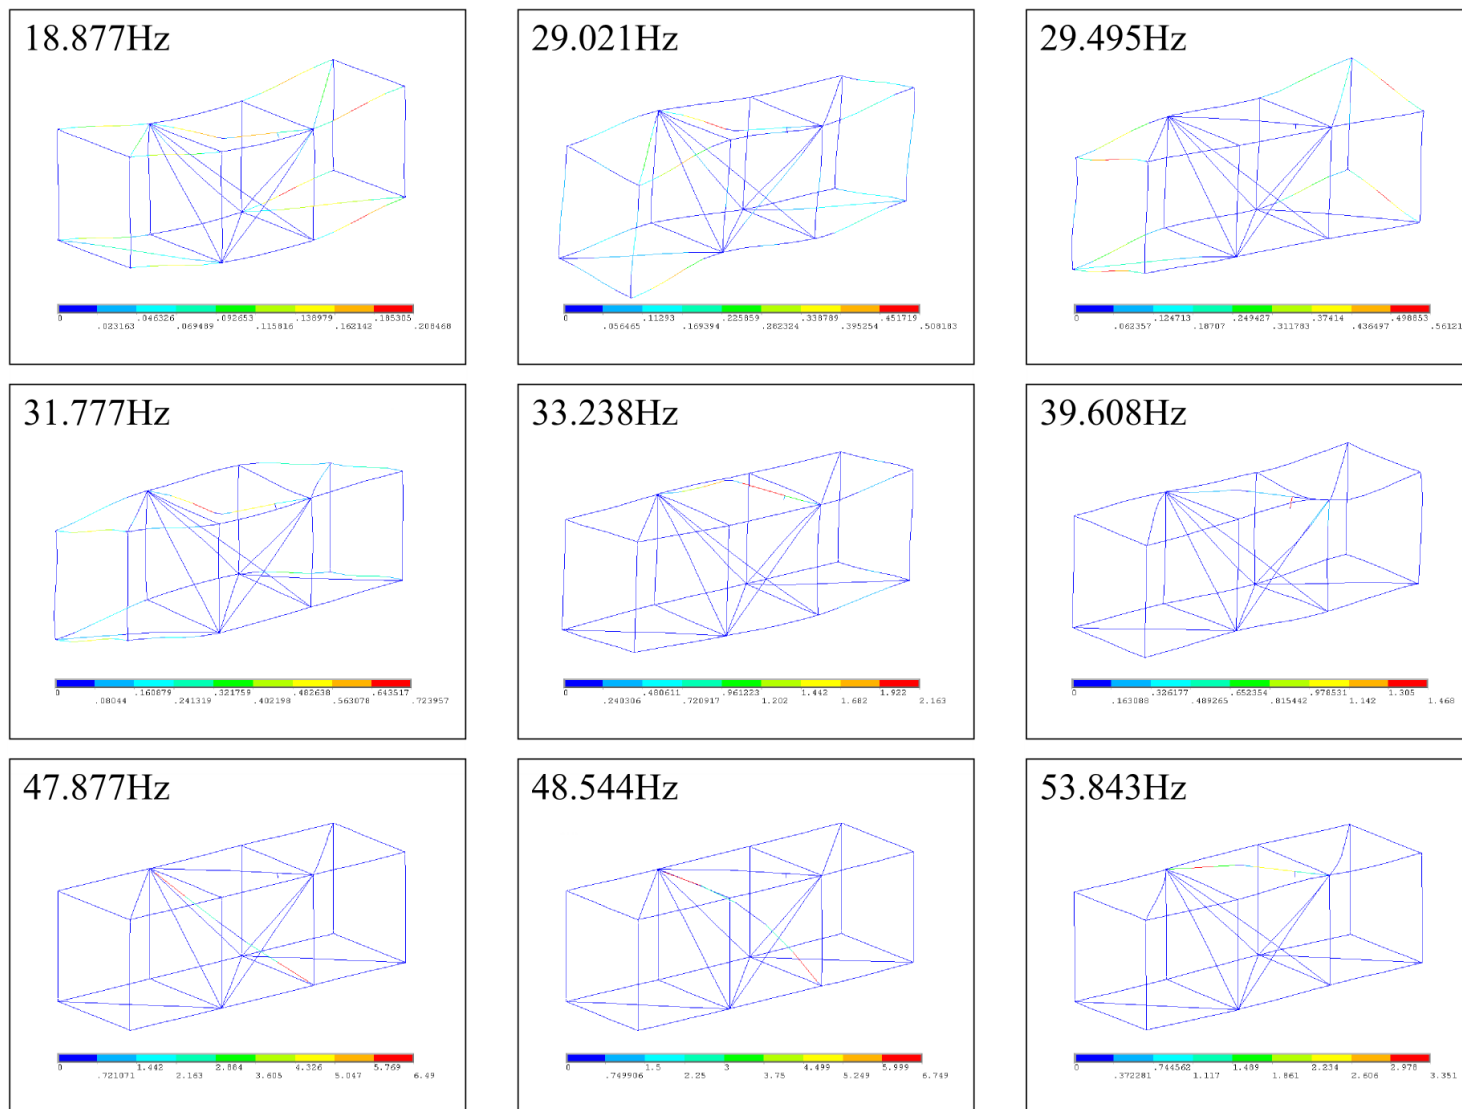 18.877Hz
0 .046326 .092653 .138979 .185305
.023163 .069489 .115816 .162142 .208468
29.021Hz
0 .11293 .225859 .338789 .451719
.056465 .169394 .282324 .395254 .508183
29.495Hz
0 .124713 .249427 .37414 .498853
.062357 .18707 .311783 .436497 .56121
31.777Hz
0 .160879 .321759 .482638 .643517
.08044 .241319 .402198 .563078 .723957
33.238Hz
0 .480611 .961223 1.442 1.922
.240306 .720917 1.202 1.682 2.163
39.608Hz
0 .326177 .652354 .978531 1.305
.163088 .489265 .815442 1.142 1.468
47.877Hz
0 1.442 2.884 4.326 5.769
.721071 2.163 3.605 5.047 6.49
48.544Hz
0 1.5 3 4.499 5.999
.749906 2.25 3.75 5.249 6.749
53.843Hz
0 .744562 1.489 2.234 2.978
.372281 1.117 1.861 2.606 3.351